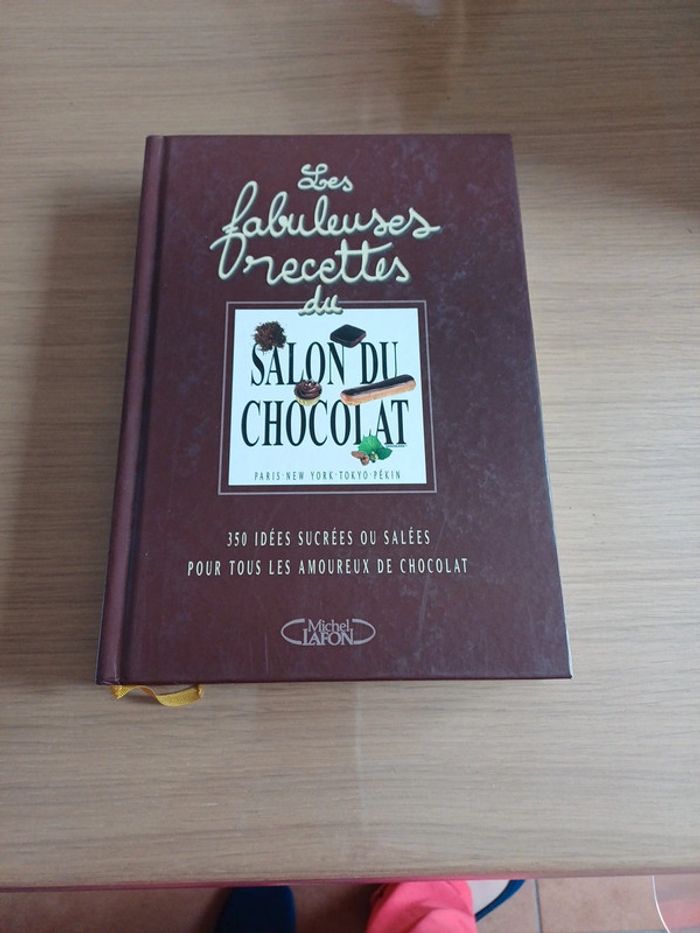 Les
fabuleuses
recettes
du
SALON DU
CHOCOLAT
PARIS·NEW YORK·TOKYO·PÉKIN
350 IDÉES SUCRÉES OU SALÉES
POUR TOUS LES AMOUREUX DE CHOCOLAT
Michel
LAFON